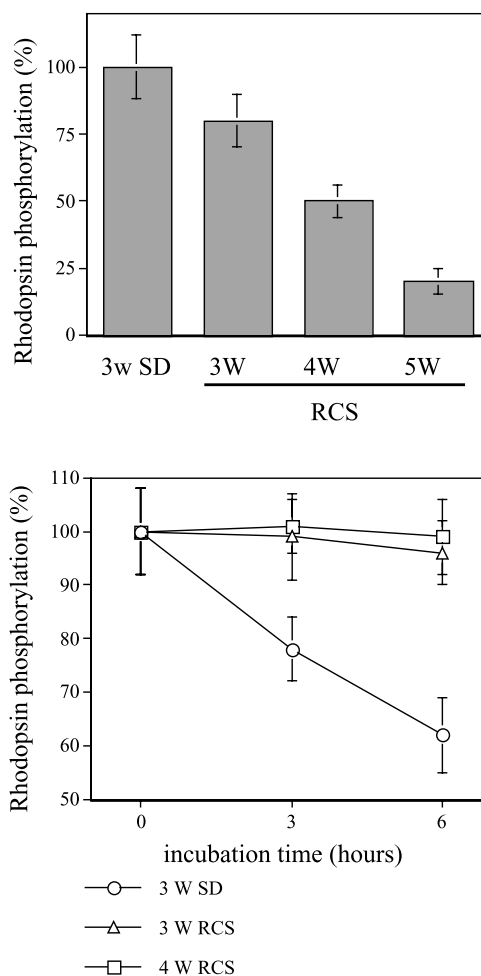 Rhodopsin phosphorylation (%)
100
75
50
25
0
3w SD 3W 4W 5W
RCS
Rhodopsin phosphorylation (%)
110
100
90
80
70
60
50
0 3 6
incubation time (hours)
3 W SD
3 W RCS
4 W RCS